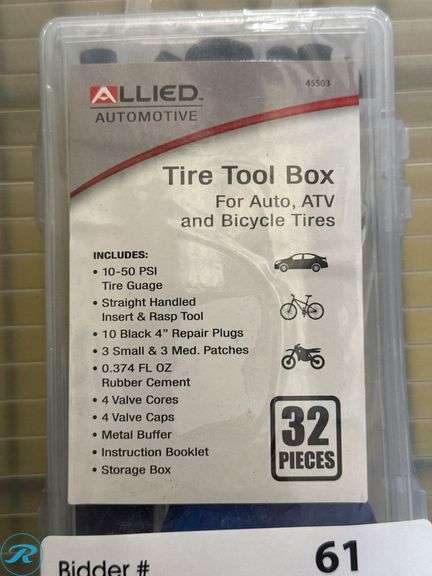 ALLIED
45503
AUTOMOTIVE
Tire Tool Box
For Auto, ATV
and Bicycle Tires
INCLUDES:
• 10-50 PSI
Tire Guage
• Straight Handled
Insert & Rasp Tool
• 10 Black 4" Repair Plugs
• 3 Small & 3 Med. Patches
• 0.374 FL OZ
Rubber Cement
• 4 Valve Cores
• 4 Valve Caps
• Metal Buffer
• Instruction Booklet
• Storage Box
32
PIECES
R
Bidder #
61